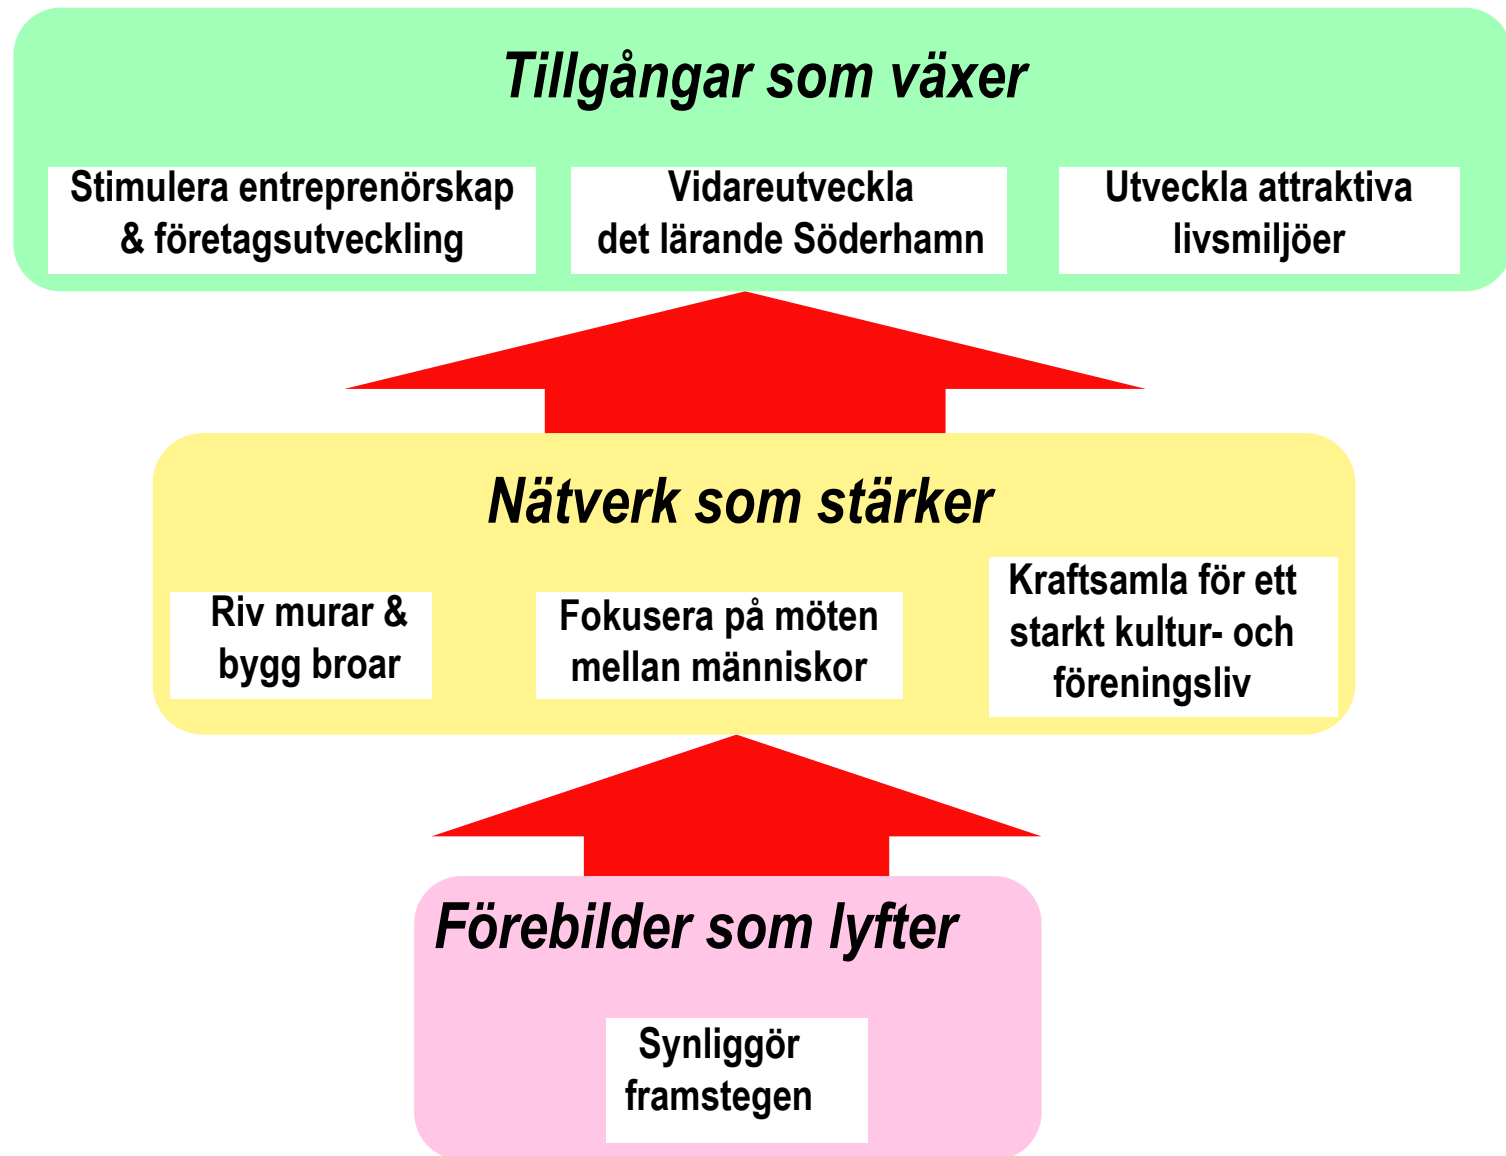 Tillgångar som växer
Stimulera entreprenörskap
& företagsutveckling
Vidareutveckla
det lärande Söderhamn
Utveckla attraktiva
livsmiljöer
Nätverk som stärker
Riv murar &
bygg broar
Fokusera på möten
mellan människor
Kraftsamla för ett
starkt kultur- och
föreningsliv
Förebilder som lyfter
Synliggör
framstegen